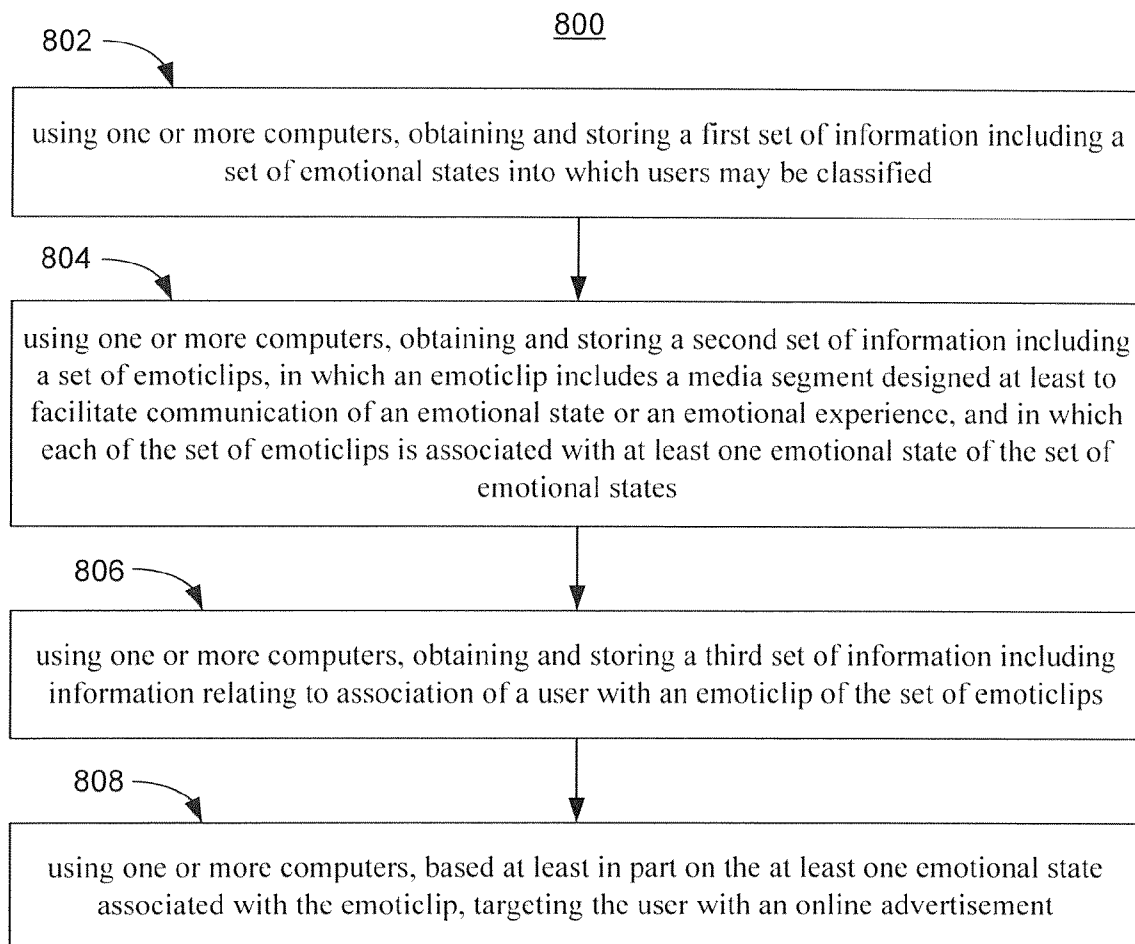 800
802
using one or more computers, obtaining and storing a first set of information including a
set of emotional states into which users may be classified
804
using one or more computers, obtaining and storing a second set of information including
a set of emoticlips, in which an emoticlip includes a media segment designed at least to
facilitate communication of an emotional state or an emotional experience, and in which
each of the set of emoticlips is associated with at least one emotional state of the set of
emotional states
806
using one or more computers, obtaining and storing a third set of information including
information relating to association of a user with an emoticlip of the set of emoticlips
808
using one or more computers, based at least in part on the at least one emotional state
associated with the emoticlip, targeting the user with an online advertisement